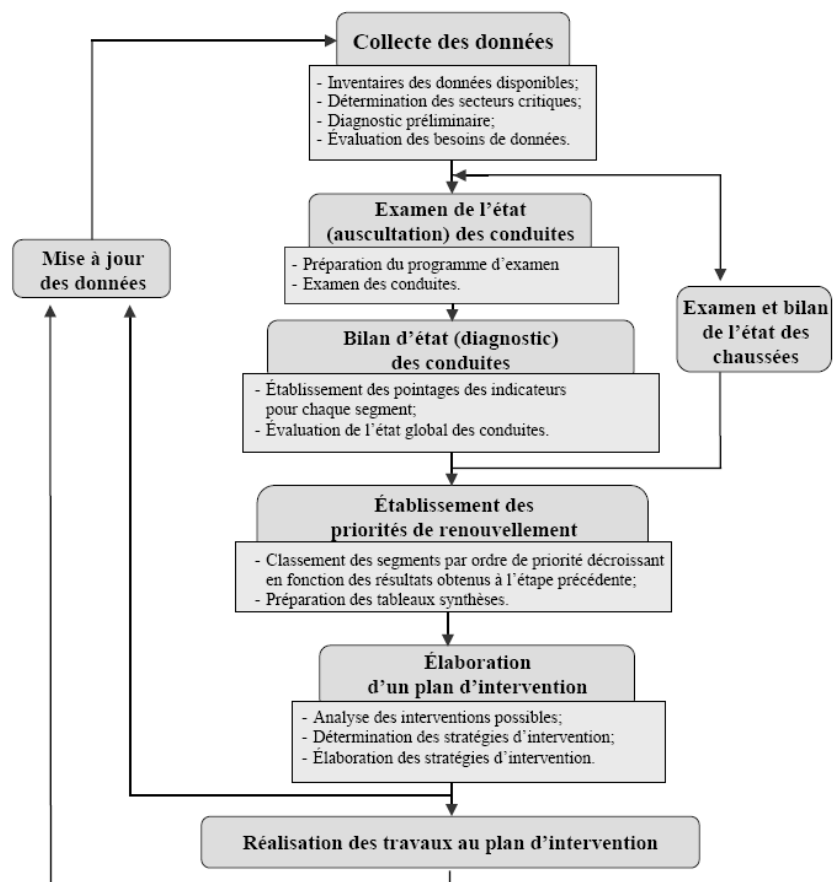 Collecte des données
- Inventaires des données disponibles;
- Détermination des secteurs critiques;
- Diagnostic préliminaire;
- Évaluation des besoins de données.
Examen de l'état
(auscultation) des conduites
- Préparation du programme d'examen
- Examen des conduites.
Mise à jour
des données
Examen et bilan
de l'état des
chaussées
Bilan d'état (diagnostic)
des conduites
- Établissement des pointages des indicateurs
pour chaque segment;
- Évaluation de l'état global des conduites.
Établissement des
priorités de renouvellement
- Classement des segments par ordre de priorité décroissant
en fonction des résultats obtenus à l'étape précédente;
- Préparation des tableaux synthèses.
Élaboration
d'un plan d'intervention
- Analyse des interventions possibles;
- Détermination des stratégies d'intervention;
- Élaboration des stratégies d'intervention.
Réalisation des travaux au plan d'intervention